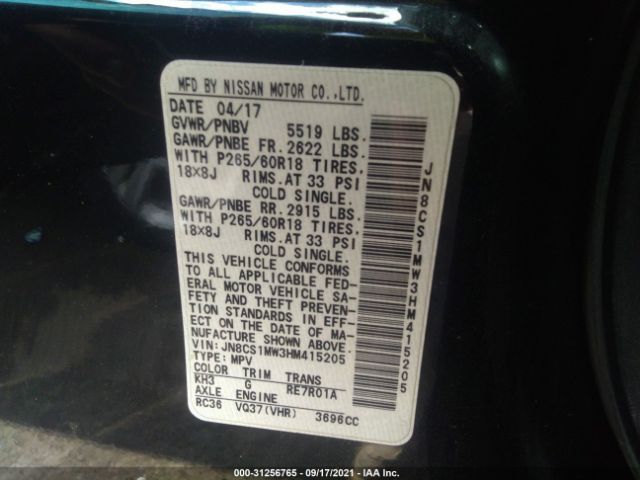 MFD BY NISSAN MOTOR CO.,LTD.
DATE 04/17
GVWR/PNBV 5519 LBS.
GAWR/PNBE FR. 2622 LBS.
WITH P265/60R18 TIRES.
18X8J RIMS.AT 33 PSI
COLD SINGLE.
GAWR/PNBE RR. 2915 LBS.
WITH P265/60R18 TIRES.
18X8J RIMS.AT 33 PSI
COLD SINGLE.
THIS VEHICLE CONFORMS
TO ALL APPLICABLE FED-
ERAL MOTOR VEHICLE SA-
FETY AND THEFT PREVEN-
TION STANDARDS IN EFF-
ECT ON THE DATE OF MA-
NUFACTURE SHOWN ABOVE.
VIN: JN8CS1MW3HM415205
TYPE: MPV
COLOR TRIM TRANS
KH3 G RE7R01A
AXLE ENGINE
RC36 VQ37(VHR) 3696CC
JN8CS1MW3HM415205
000-31256765 - 09/17/2021 - IAA Inc.